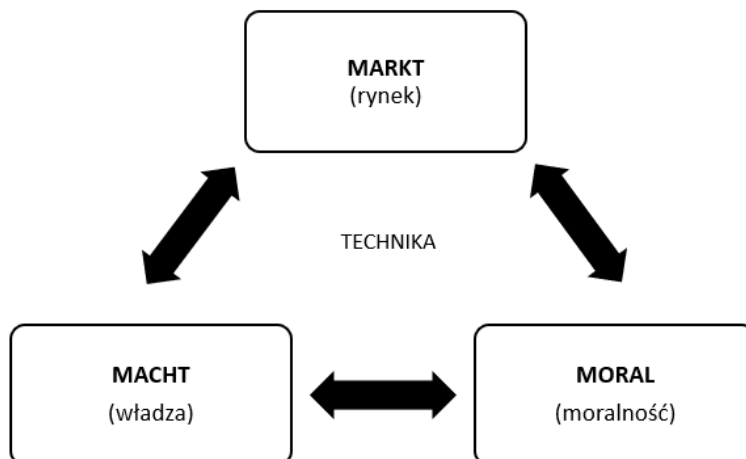 MARKT
(rynek)
TECHNIKA
MACHT
(władza)
MORAL
(moralność)